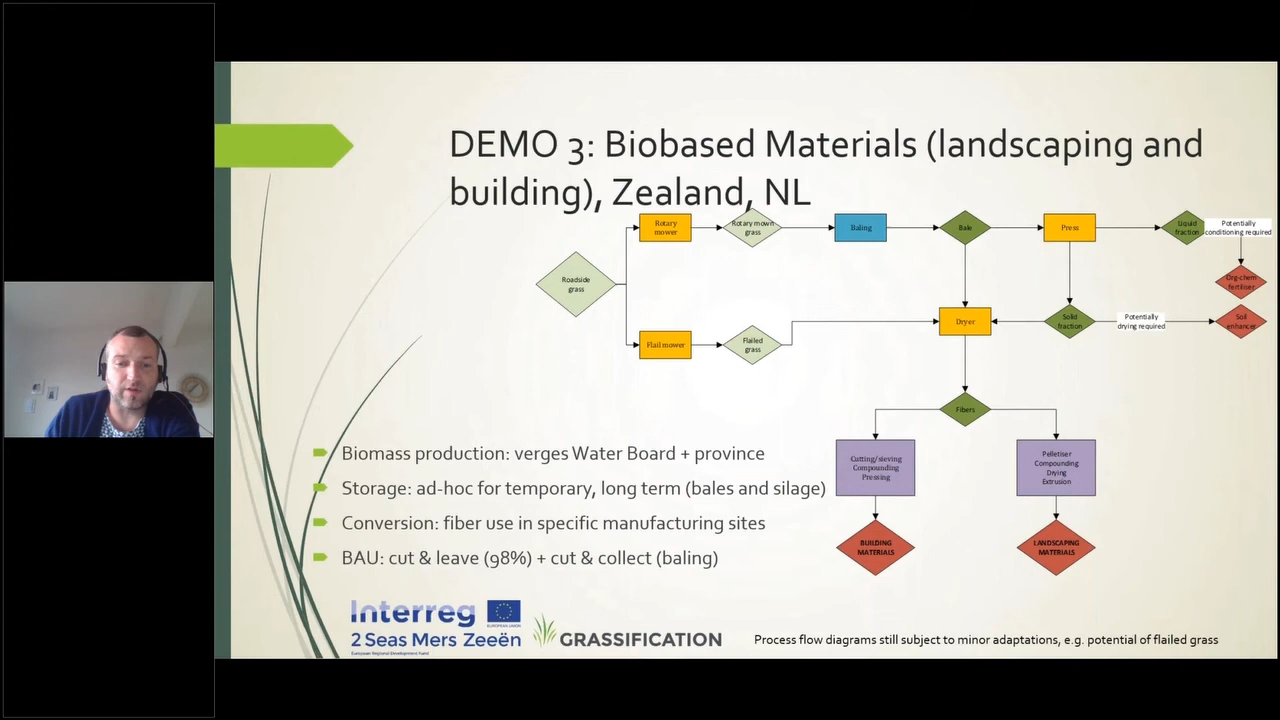 DEMO 3: Biobased Materials (landscaping and
building), Zealand, NL
Rotary
mower
Rotary mown
grass
Baling
Bale
Press
Liquid
fraction
Potentially
conditioning required
Roadside
grass
Org-chem
fertiliser
Flail mower
Flailed
grass
Dryer
Solid
fraction
Potentially
drying required
Soil
enhancer
Fibers
Cutting/sieving
Compounding
Pressing
Pelletiser
Compounding
Drying
Extrusion
BUILDING
MATERIALS
LANDSCAPING
MATERIALS
Biomass production: verges Water Board + province
Storage: ad-hoc for temporary, long term (bales and silage)
Conversion: fiber use in specific manufacturing sites
BAU: cut & leave (98%) + cut & collect (baling)
Interreg
EUROPEAN UNION
2 Seas Mers Zeeën
European Regional Development Fund
GRASSIFICATION
Process flow diagrams still subject to minor adaptations, e.g. potential of flailed grass